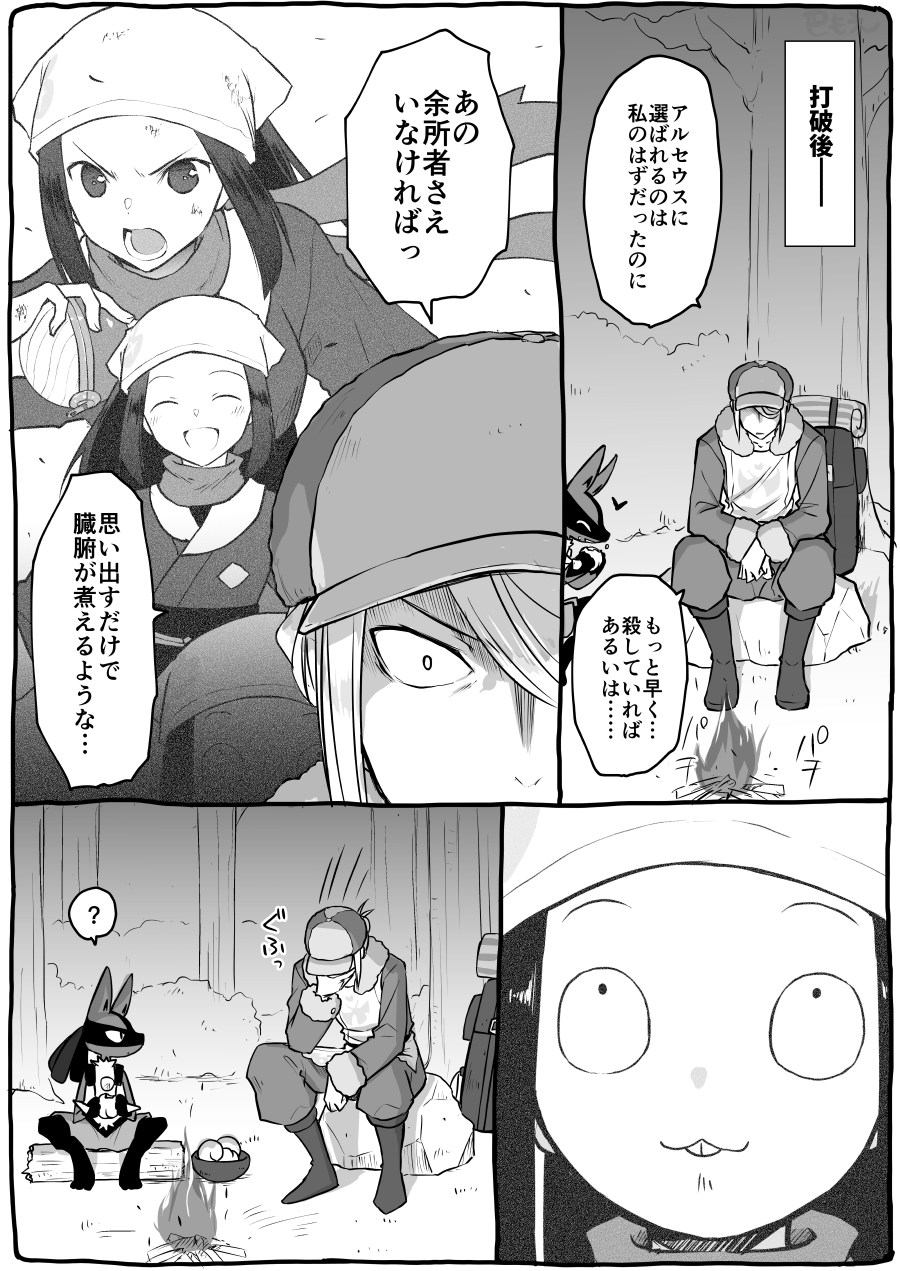 打破後――
アルセウスに
選ばれるのは
私のはずだったのに
もっと早く…
殺していれば
あるいは……
パチ
パチ
あの
余所者さえ
いなければっ
思い出すだけで
臓腑が煮えるような…
ぐふっ
?